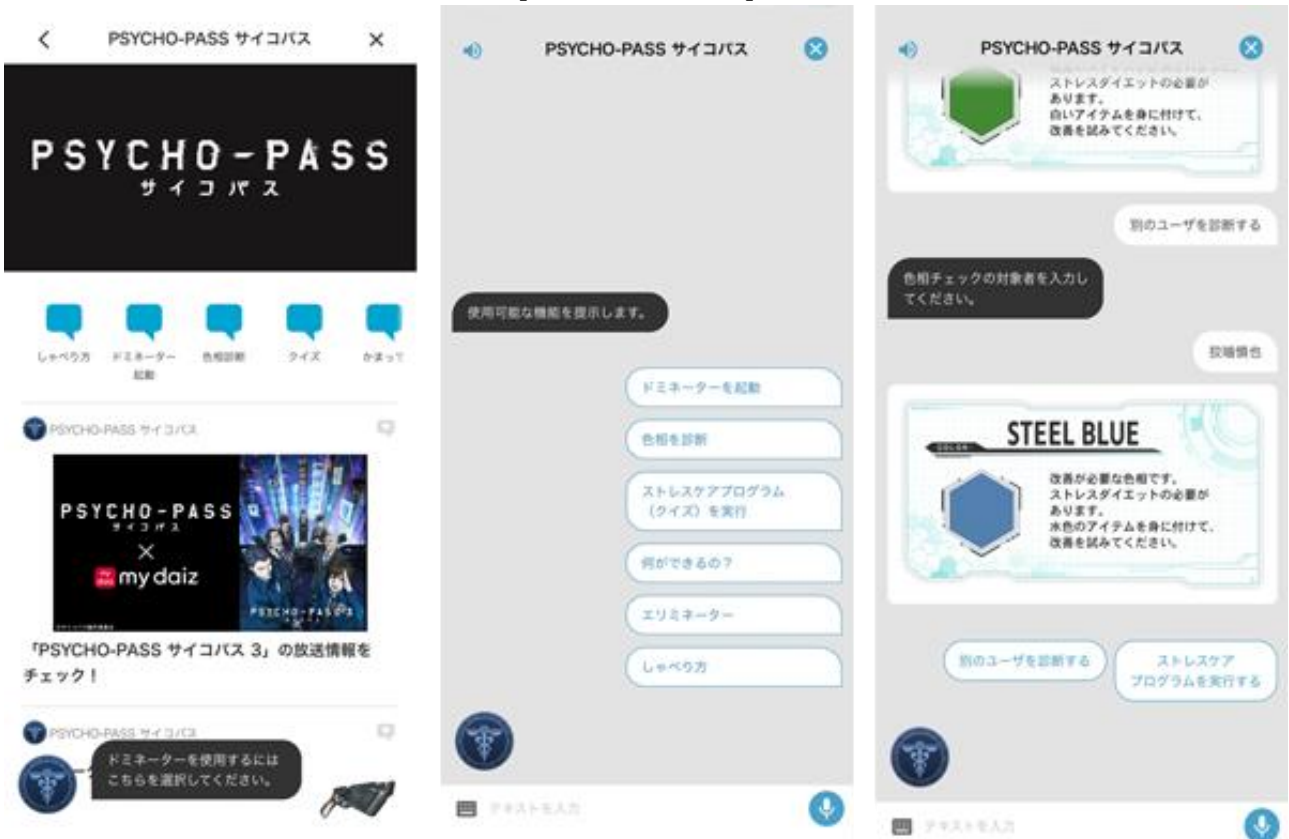 PSYCHO-PASS サイコパス
PSYCHO-PASS
サイコパス
しゃべり方
ドミネーター
起動
色相診断
クイズ
かまって
PSYCHO-PASS サイコパス
PSYCHO-PASS
サイコパス
×
my daiz
PSYCHO-PASS 3
「PSYCHO-PASS サイコパス 3」の放送情報を
チェック！
PSYCHO-PASS サイコパス
ドミネーターを使用するには
こちらを選択してください。
PSYCHO-PASS サイコパス
使用可能な機能を提示します。
ドミネーターを起動
色相を診断
ストレスケアプログラム
（クイズ）を実行
何ができるの？
エリミネーター
しゃべり方
テキストを入力
PSYCHO-PASS サイコパス
ストレスダイエットの必要が
あります。
白いアイテムを身に付けて、
改善を試みてください。
別のユーザを診断する
色相チェックの対象者を入力し
てください。
狡噛慎也
STEEL BLUE
COLOR
改善が必要な色相です。
ストレスダイエットの必要が
あります。
水色のアイテムを身に付けて、
改善を試みてください。
別のユーザを診断する
ストレスケア
プログラムを実行する
テキストを入力